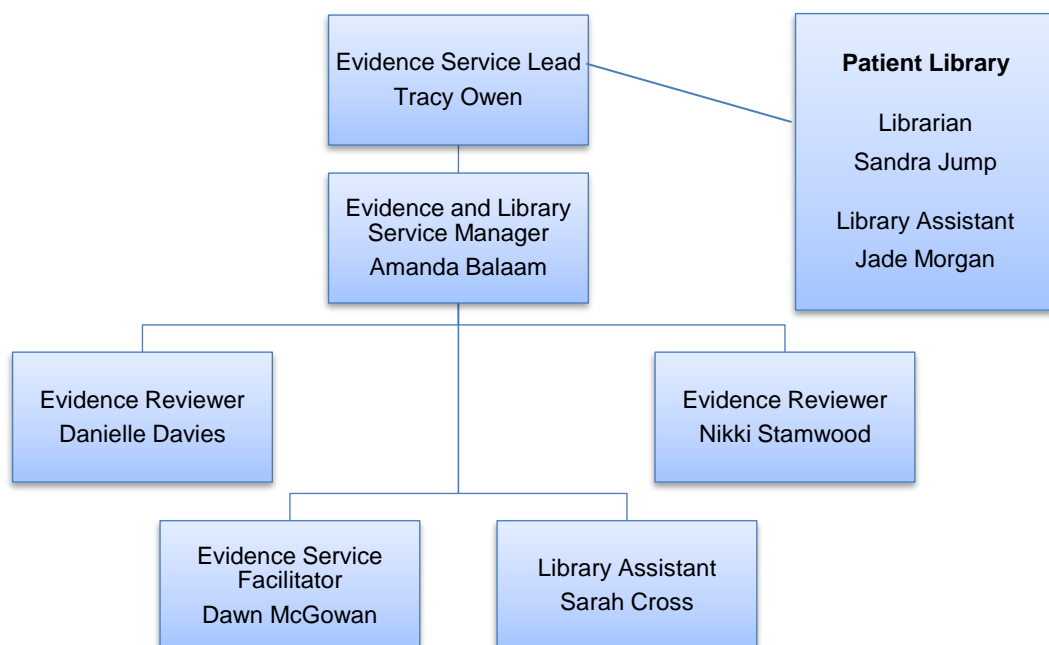 Evidence Service Lead
Tracy Owen
Patient Library
Librarian
Sandra Jump
Library Assistant
Jade Morgan
Evidence and Library
Service Manager
Amanda Balaam
Evidence Reviewer
Danielle Davies
Evidence Reviewer
Nikki Stamwood
Evidence Service
Facilitator
Dawn McGowan
Library Assistant
Sarah Cross